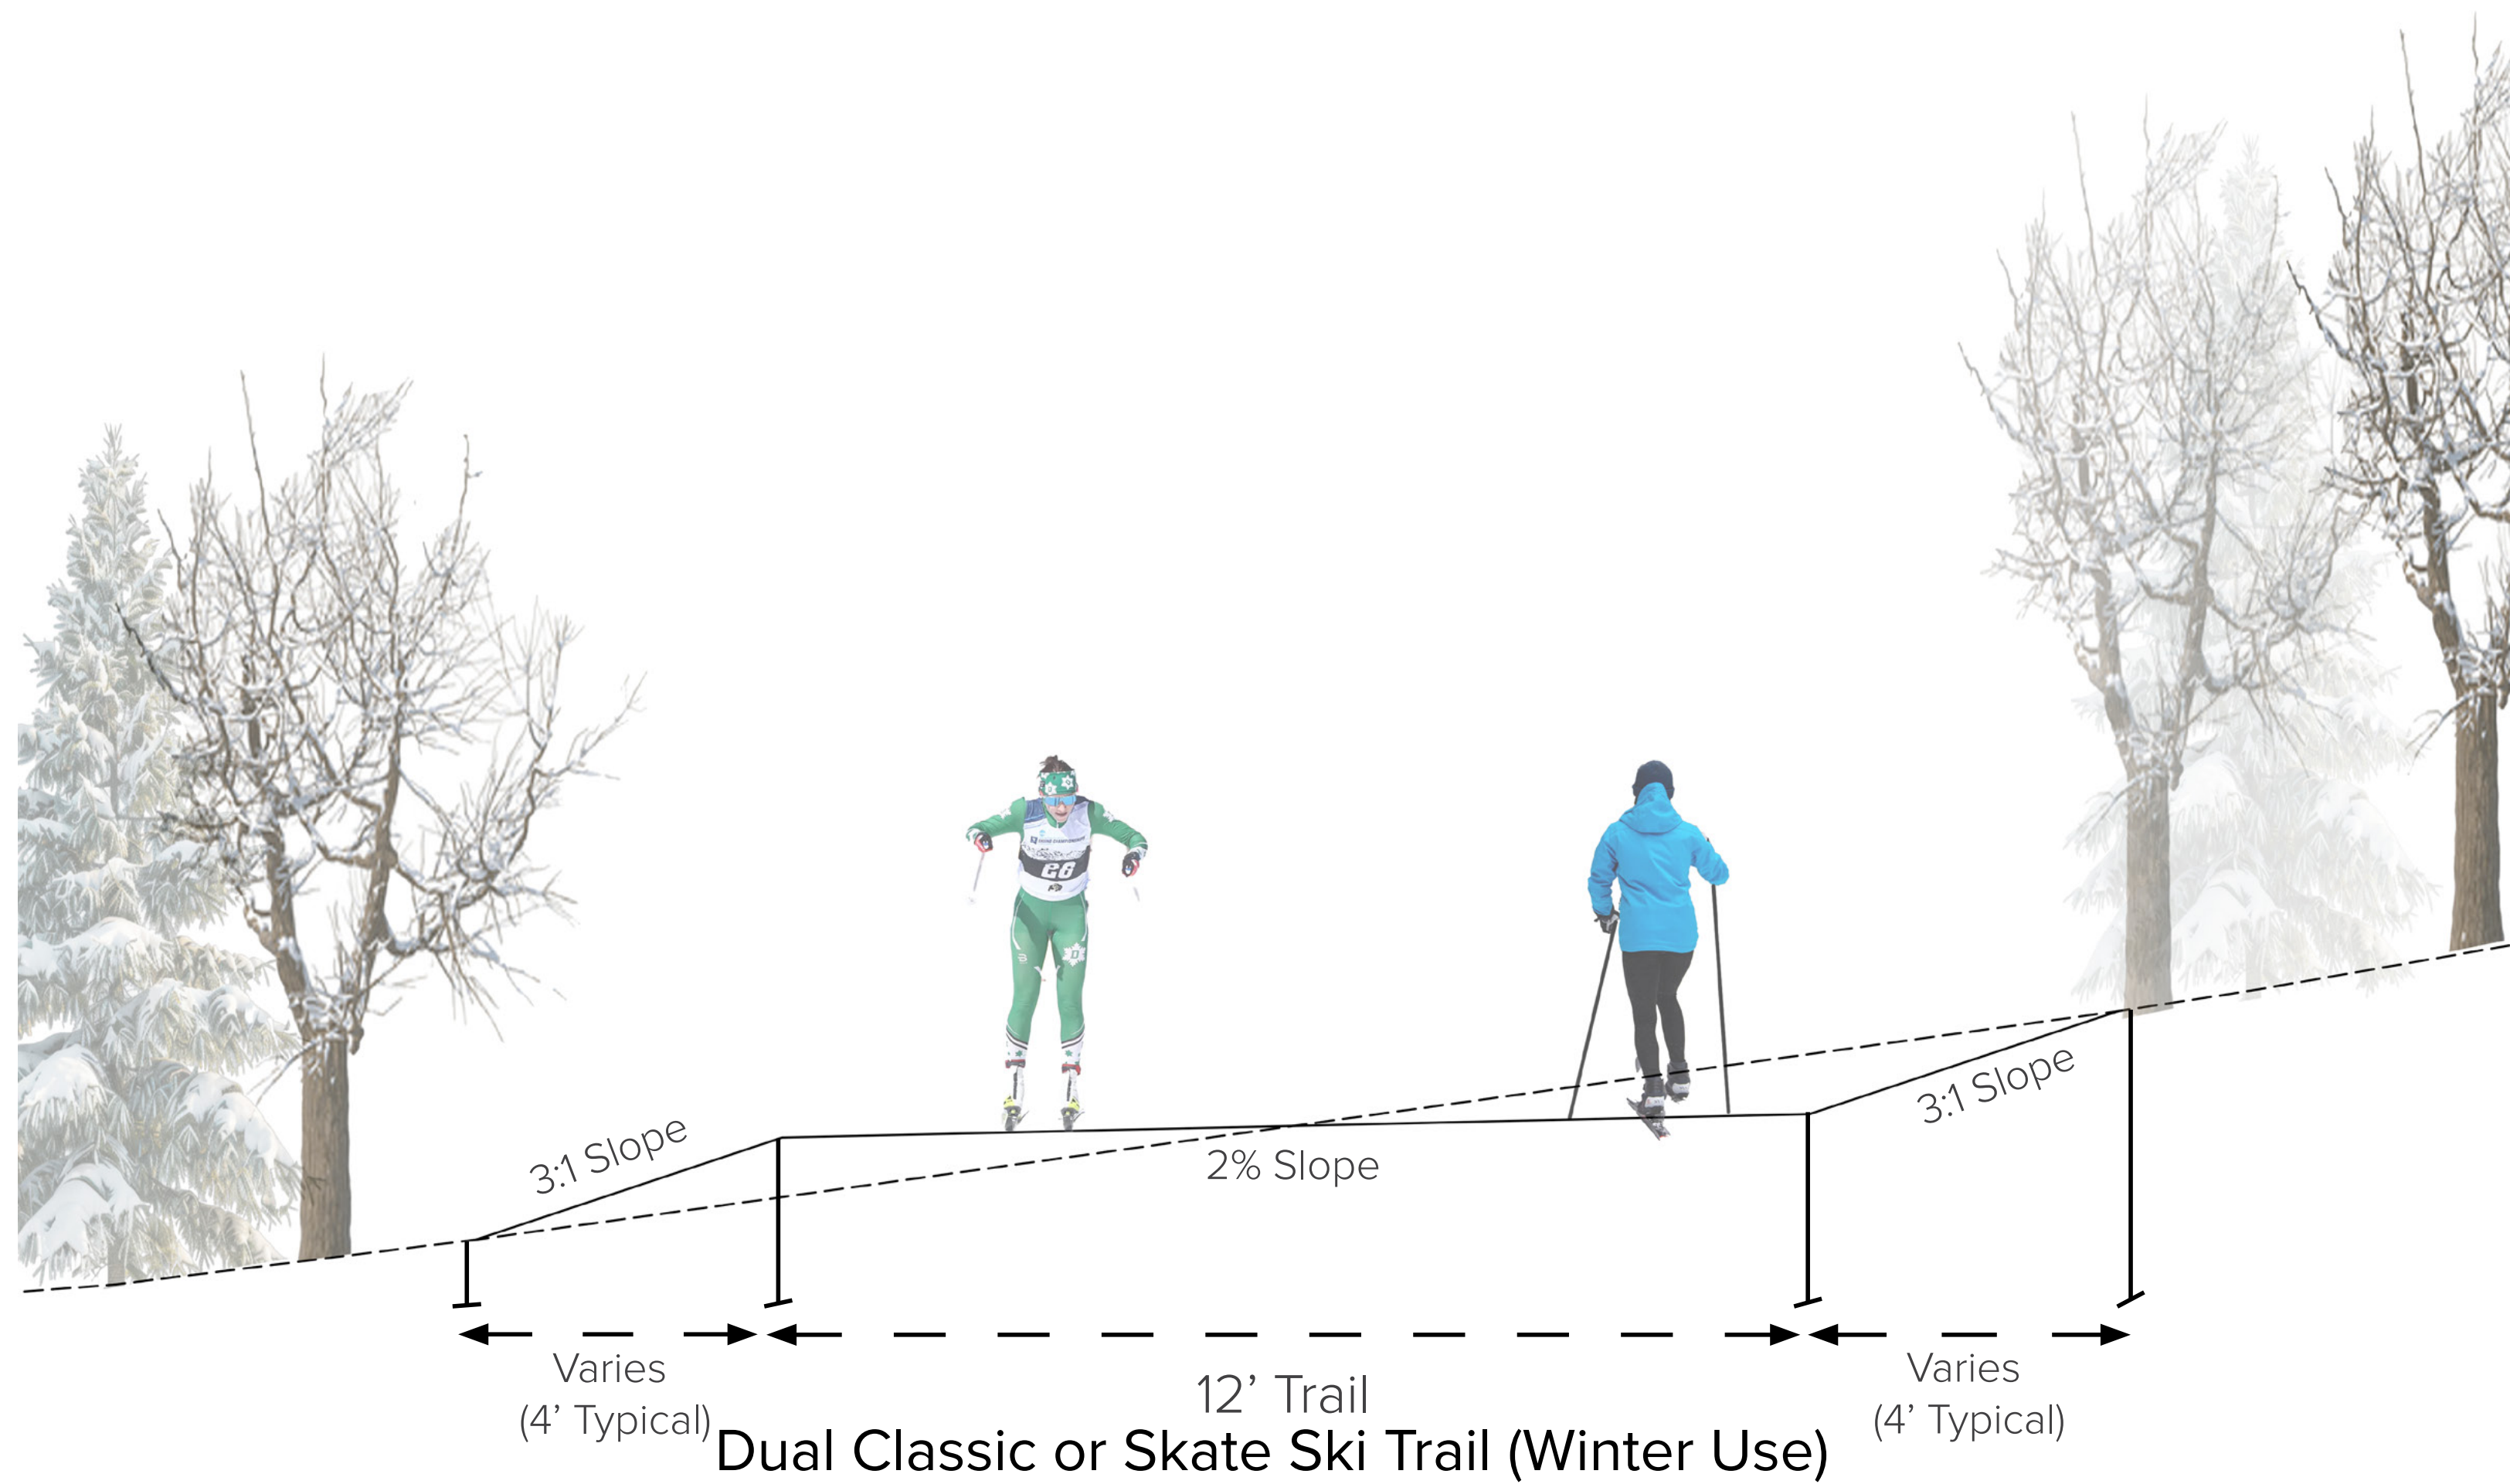 26
D
3:1 Slope
2% Slope
3:1 Slope
Varies
(4’ Typical)
12’ Trail
Varies
(4’ Typical)
Dual Classic or Skate Ski Trail (Winter Use)